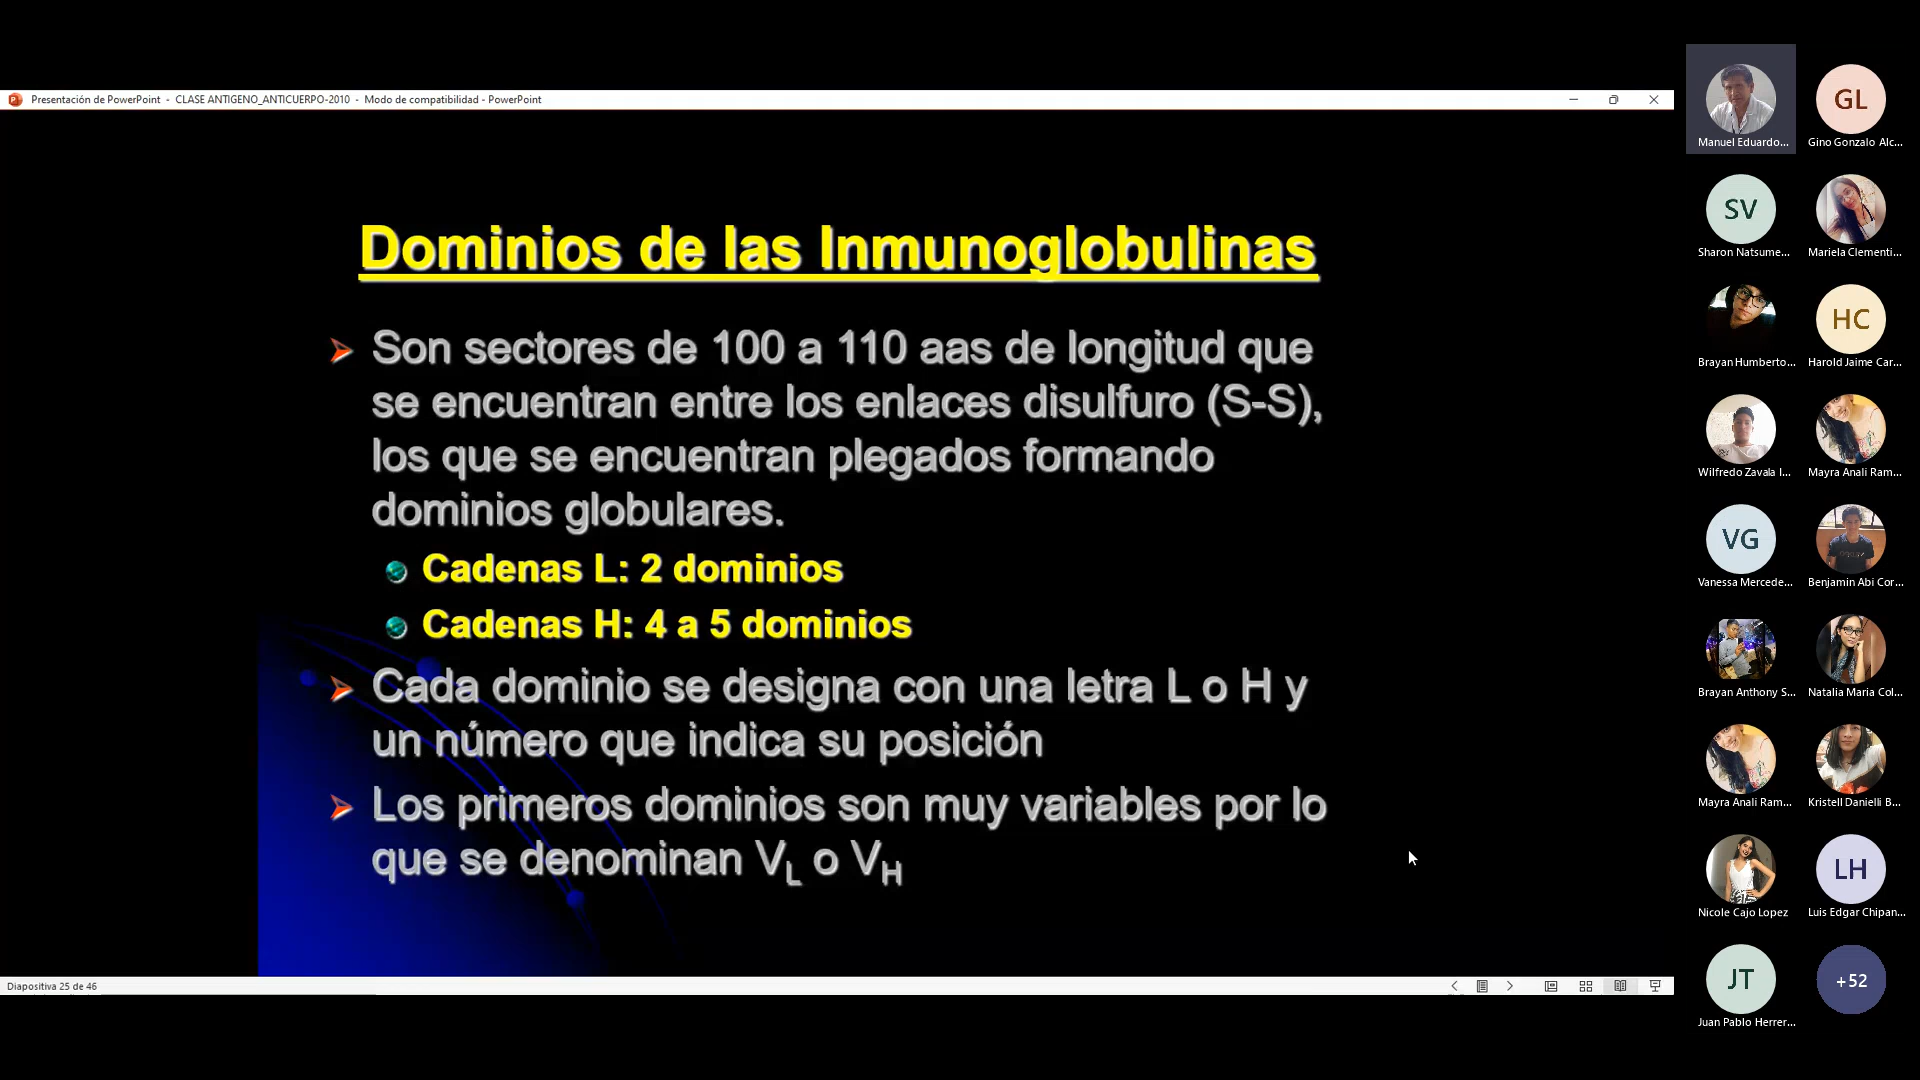 Presentación de PowerPoint - CLASE ANTIGENO_ANTICUERPO-2010 - Modo de compatibilidad - PowerPoint
Dominios de las Inmunoglobulinas
Son sectores de 100 a 110 aas de longitud que
se encuentran entre los enlaces disulfuro (S-S),
los que se encuentran plegados formando
dominios globulares.
Cadenas L: 2 dominios
Cadenas H: 4 a 5 dominios
Cada dominio se designa con una letra L o H y
un número que indica su posición
Los primeros dominios son muy variables por lo
que se denominan VL o VH
Diapositiva 25 de 46
Manuel Eduardo...
GL
Gino Gonzalo Alc...
SV
Sharon Natsume...
Mariela Clementi...
Brayan Humberto...
HC
Harold Jaime Car...
Wilfredo Zavala I...
Mayra Anali Ram...
VG
Vanessa Mercede...
Benjamin Abi Cor...
Brayan Anthony S...
Natalia Maria Col...
Mayra Anali Ram...
Kristell Danielli B...
Nicole Cajo Lopez
LH
Luis Edgar Chipan...
JT
Juan Pablo Herrer...
+52